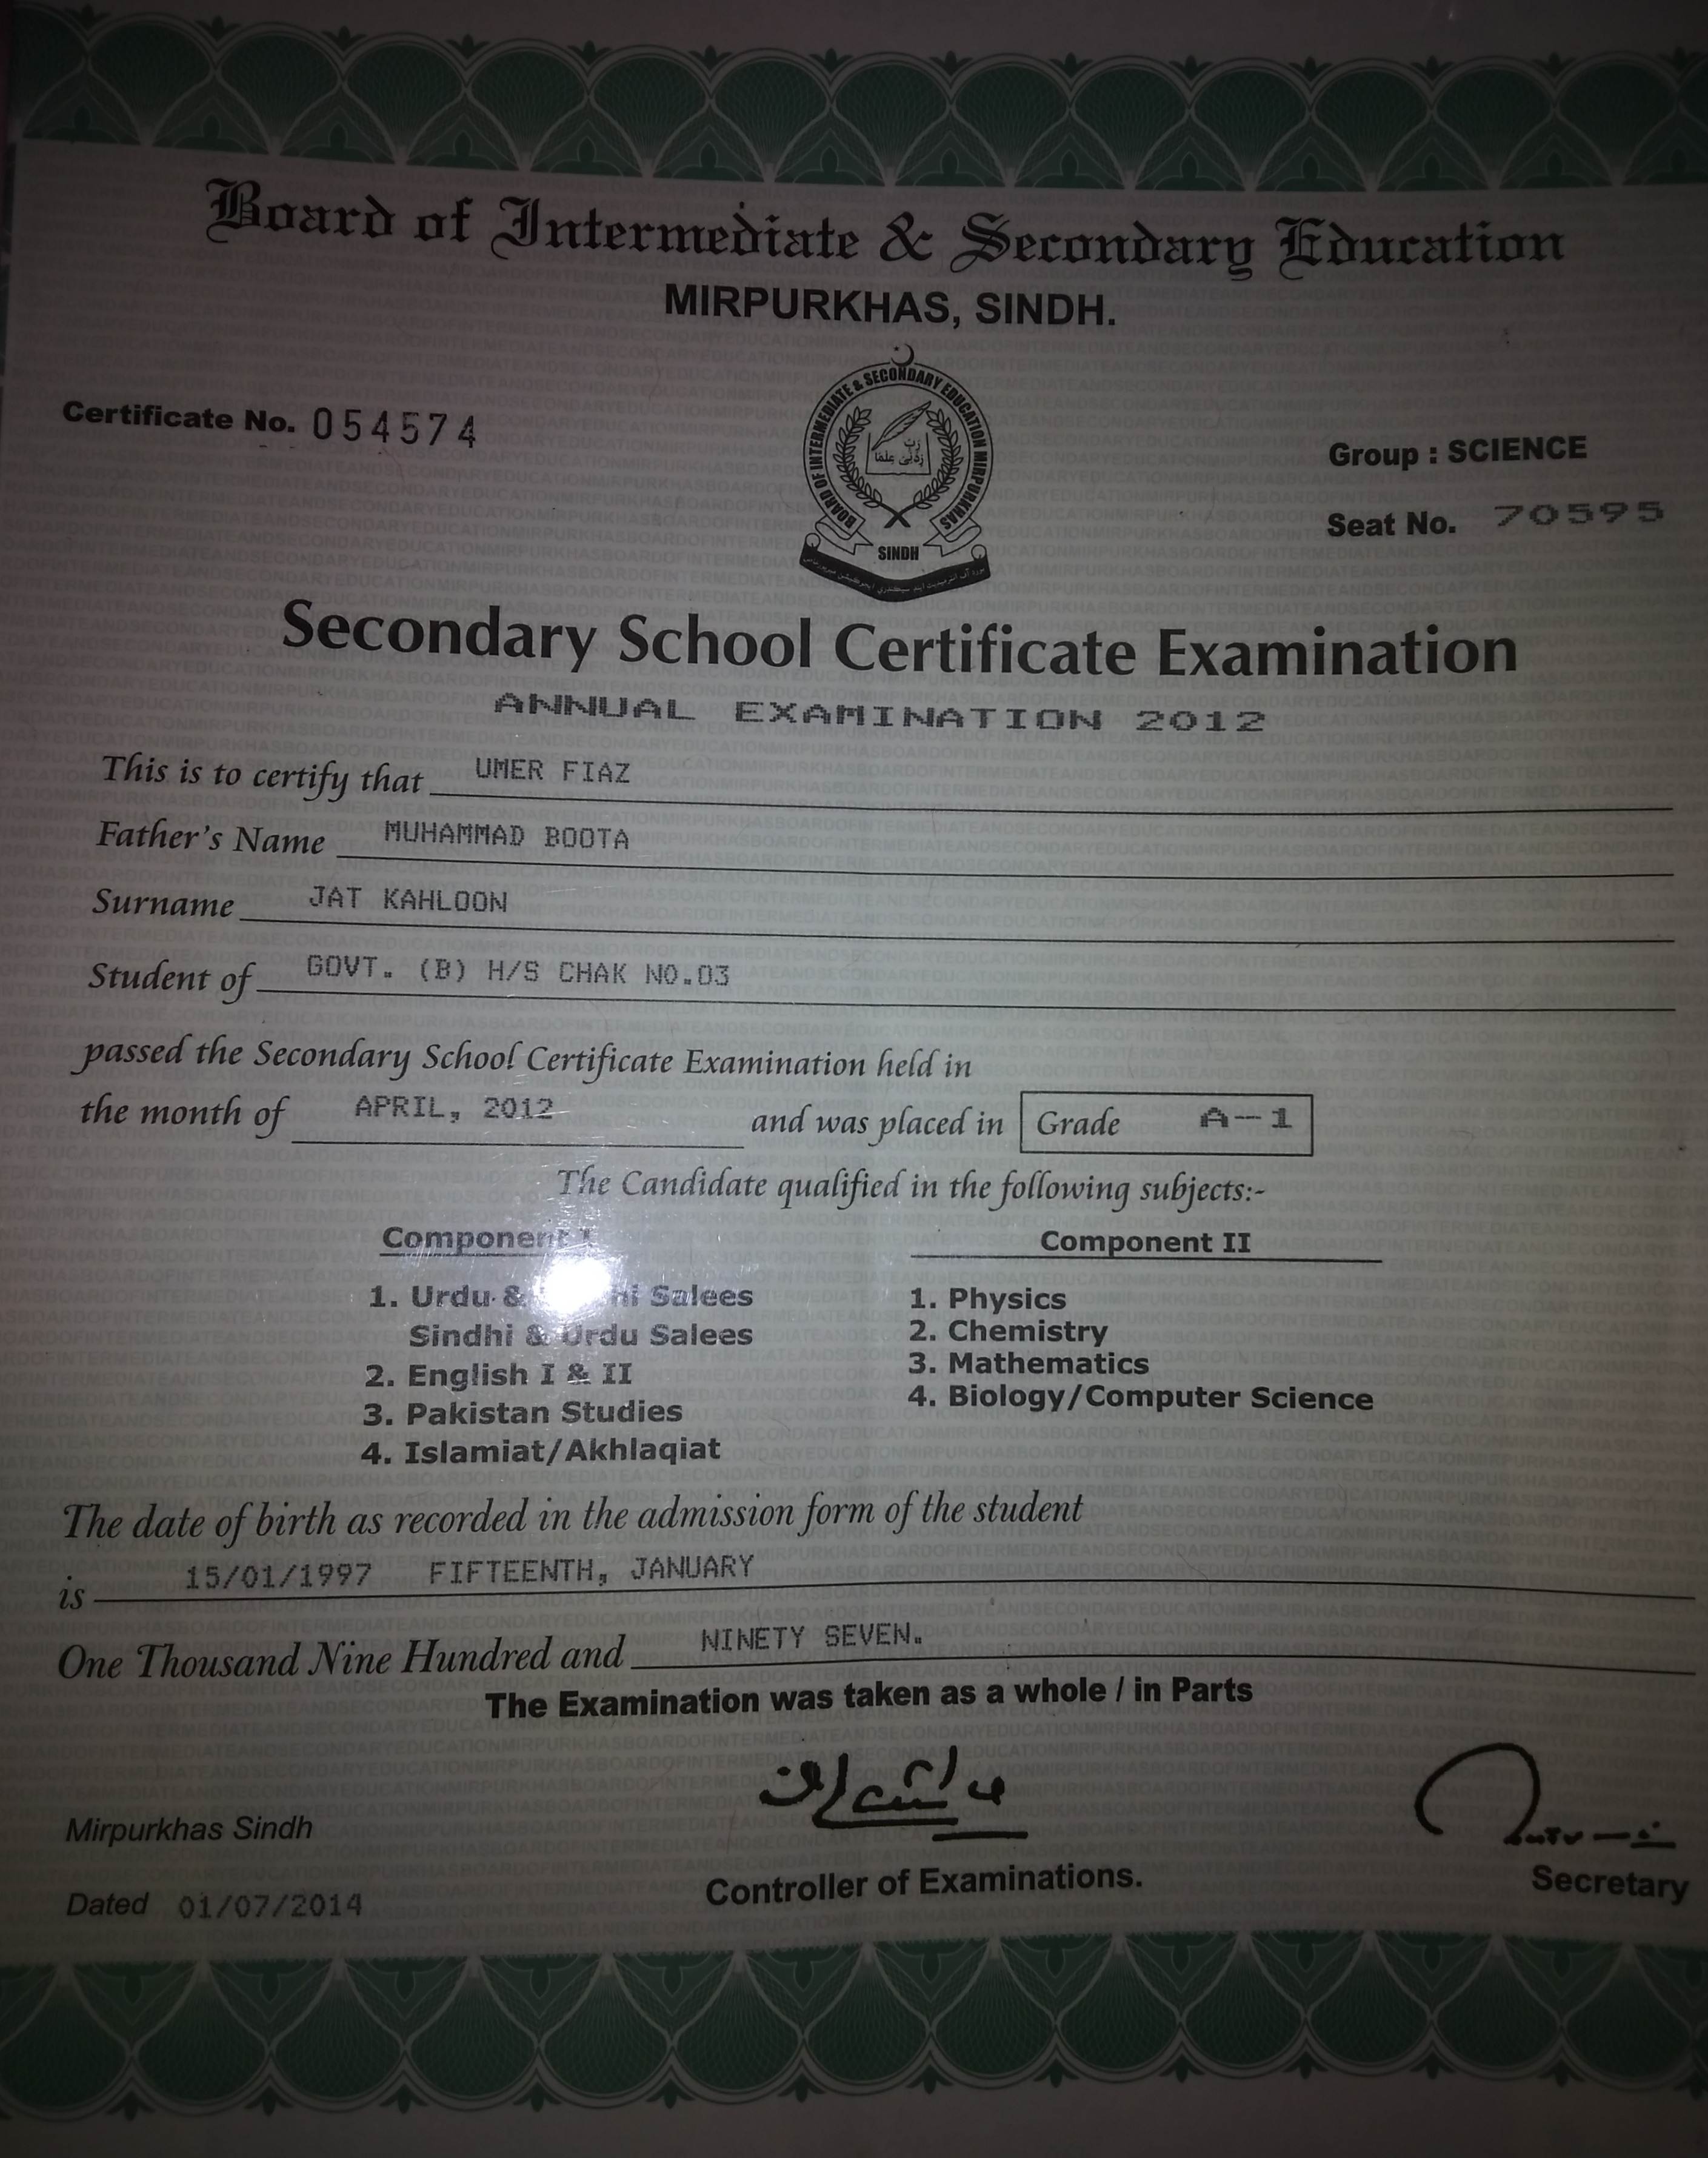 Board of Intermediate & Secondary Education
MIRPURKHAS, SINDH.
Certificate No. 054574
BOARD OF INTERMEDIATE & SECONDARY EDUCATION MIRPURKHAS
SINDH
Group : SCIENCE
Seat No. 70595
Secondary School Certificate Examination
ANNUAL EXAMINATION 2012
This is to certify that UMER FIAZ
Father's Name MUHAMMAD BOOTA
Surname JAT KAHLOON
Student of GOVT. (B) H/S CHAK NO.03
passed the Secondary School Certificate Examination held in
the month of APRIL, 2012 and was placed in Grade A-1
The Candidate qualified in the following subjects:-
Component I
1. Urdu & Salees
Sindhi & Urdu Salees
2. English I & II
3. Pakistan Studies
4. Islamiat/Akhlaqiat
Component II
1. Physics
2. Chemistry
3. Mathematics
4. Biology/Computer Science
The date of birth as recorded in the admission form of the student
is 15/01/1997 FIFTEENTH, JANUARY
One Thousand Nine Hundred and NINETY SEVEN.
The Examination was taken as a whole / in Parts
Mirpurkhas Sindh
Dated 01/07/2014
Controller of Examinations.
Secretary